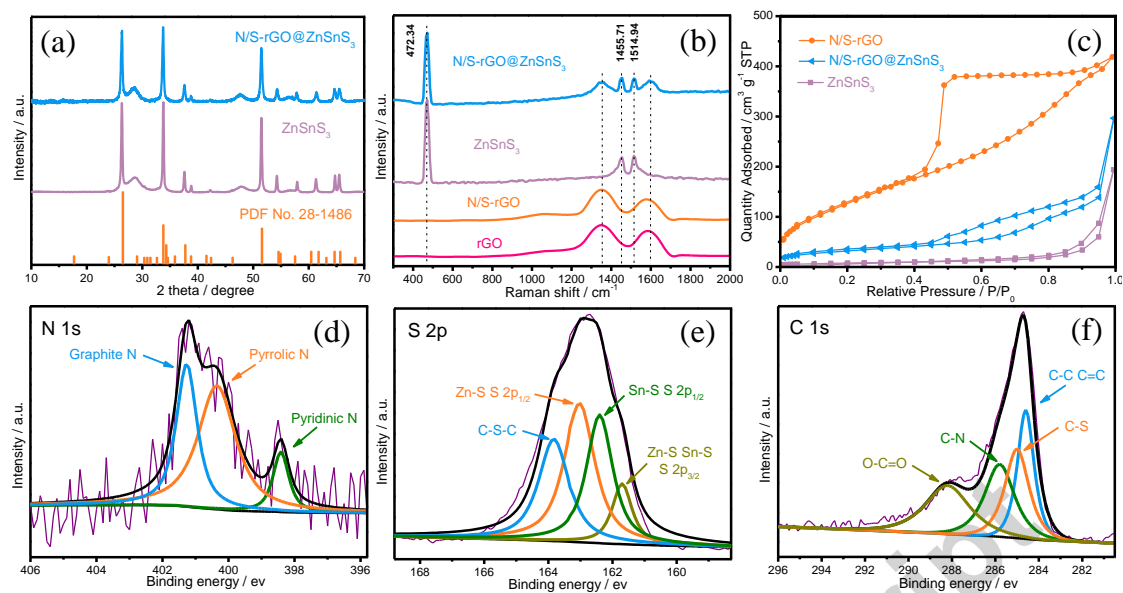 (a)
N/S-rGO@ZnSnS3
ZnSnS3
PDF No. 28-1486
Intensity / a.u.
10 20 30 40 50 60 70
2 theta / degree
(b)
472.34
1455.71
1514.94
N/S-rGO@ZnSnS3
ZnSnS3
N/S-rGO
rGO
Intensity / a.u.
400 600 800 1000 1200 1400 1600 1800 2000
Raman shift / cm-1
(c)
N/S-rGO
N/S-rGO@ZnSnS3
ZnSnS3
Quantity Adsorbed / cm3 g-1 STP
500
400
300
200
100
0
0.0 0.2 0.4 0.6 0.8 1.0
Relative Pressure / P/P0
N 1s
(d)
Graphite N
Pyrrolic N
Pyridinic N
Intensity / a.u.
406 404 402 400 398 396
Binding energy / ev
S 2p
(e)
Zn-S S 2p1/2
Sn-S S 2p1/2
C-S-C
Zn-S Sn-S
S 2p3/2
Intensity / a.u.
168 166 164 162 160
Binding energy / ev
C 1s
(f)
C-C C=C
C-N
C-S
O-C=O
Intensity / a.u.
296 294 292 290 288 286 284 282
Binding energy / ev